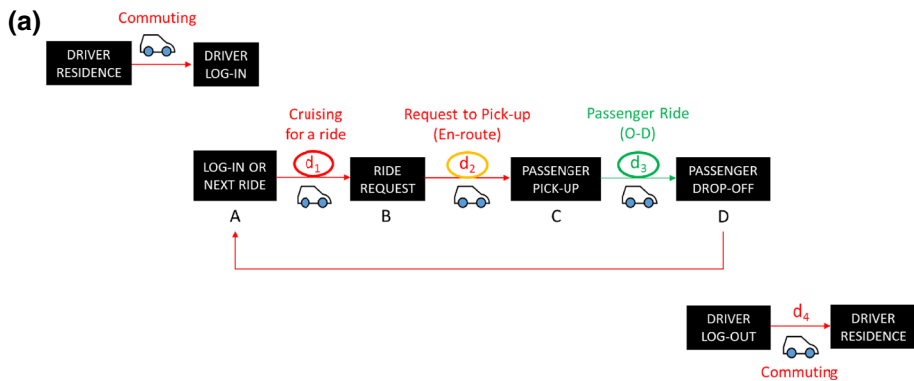 (a)
Commuting
DRIVER
RESIDENCE
DRIVER
LOG-IN
Cruising
for a ride
Request to Pick-up
(En-route)
Passenger Ride
(O-D)
LOG-IN OR
NEXT RIDE
d1
RIDE
REQUEST
d2
PASSENGER
PICK-UP
d3
PASSENGER
DROP-OFF
A
B
C
D
DRIVER
LOG-OUT
d4
DRIVER
RESIDENCE
Commuting